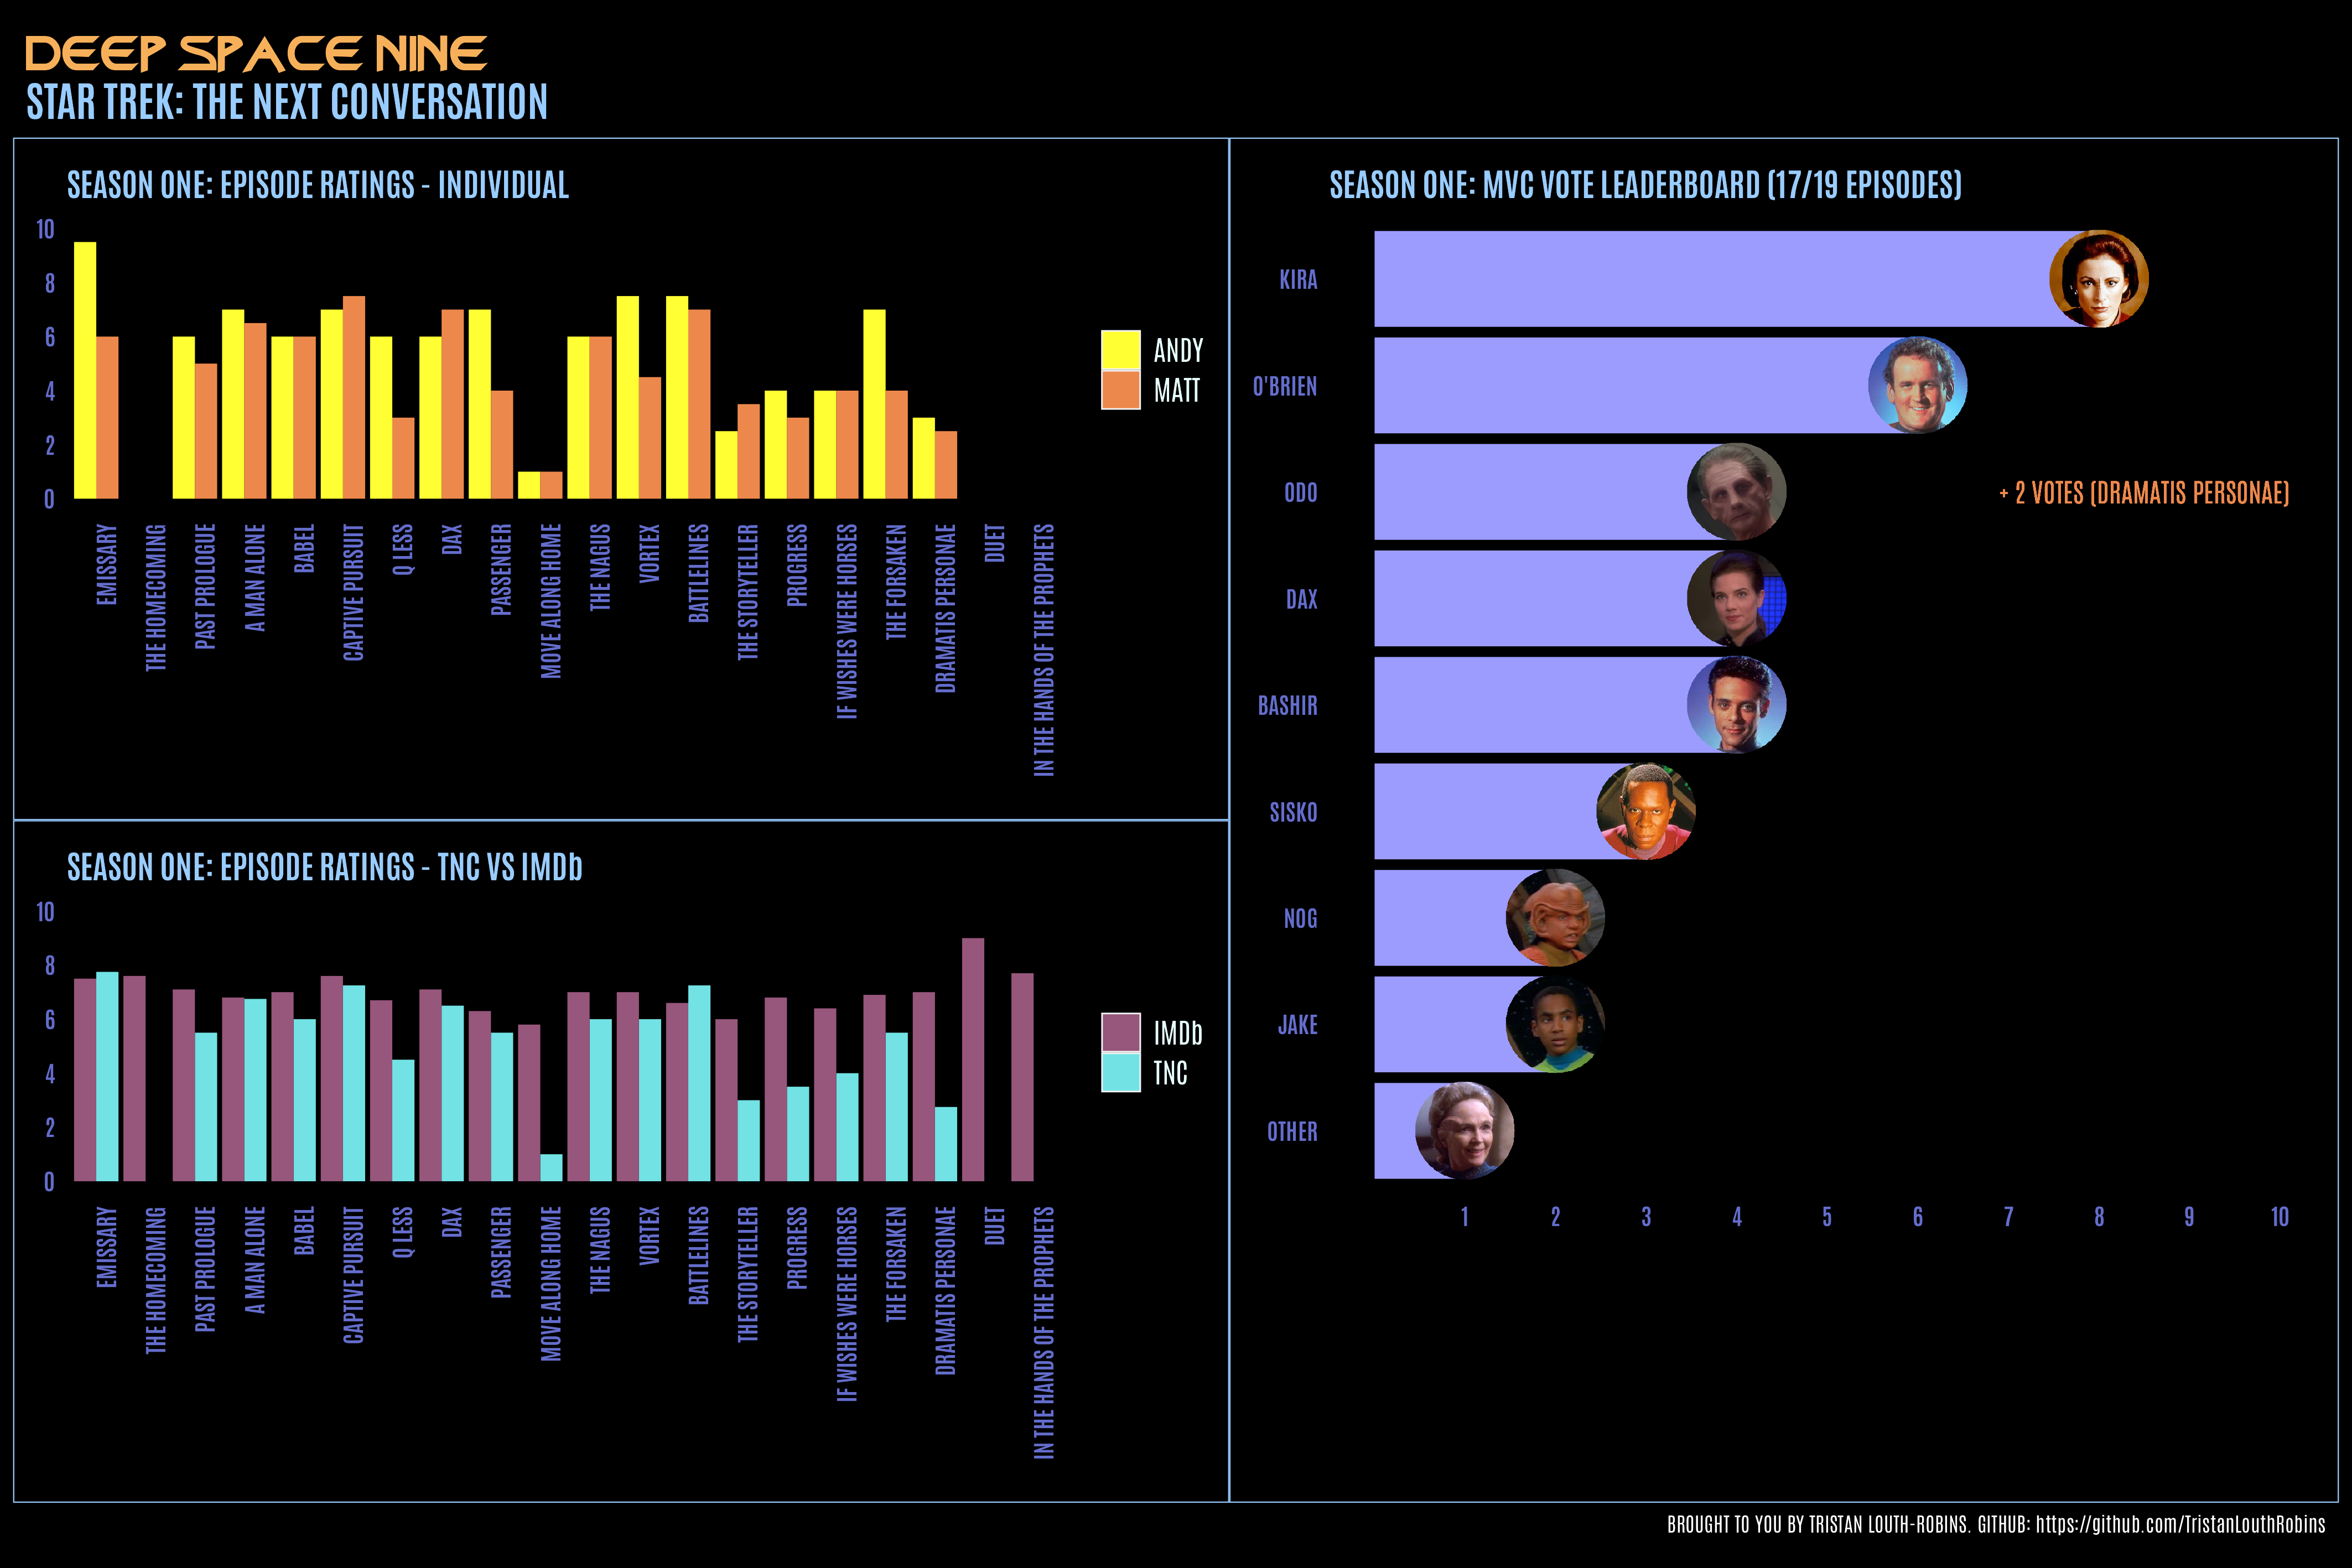 DEEP SPACE NINE
STAR TREK: THE NEXT CONVERSATION
SEASON ONE: EPISODE RATINGS - INDIVIDUAL
10
8
6
4
2
0
EMISSARY
THE HOMECOMING
PAST PROLOGUE
A MAN ALONE
BABEL
CAPTIVE PURSUIT
Q LESS
DAX
PASSENGER
MOVE ALONG HOME
THE NAGUS
VORTEX
BATTLELINES
THE STORYTELLER
PROGRESS
IF WISHES WERE HORSES
THE FORSAKEN
DRAMATIS PERSONAE
DUET
IN THE HANDS OF THE PROPHETS
ANDY
MATT
SEASON ONE: EPISODE RATINGS - TNC VS IMDb
10
8
6
4
2
0
EMISSARY
THE HOMECOMING
PAST PROLOGUE
A MAN ALONE
BABEL
CAPTIVE PURSUIT
Q LESS
DAX
PASSENGER
MOVE ALONG HOME
THE NAGUS
VORTEX
BATTLELINES
THE STORYTELLER
PROGRESS
IF WISHES WERE HORSES
THE FORSAKEN
DRAMATIS PERSONAE
DUET
IN THE HANDS OF THE PROPHETS
IMDb
TNC
SEASON ONE: MVC VOTE LEADERBOARD (17/19 EPISODES)
KIRA
O'BRIEN
ODO
+ 2 VOTES (DRAMATIS PERSONAE)
DAX
BASHIR
SISKO
NOG
JAKE
OTHER
1 2 3 4 5 6 7 8 9 10
BROUGHT TO YOU BY TRISTAN LOUTH-ROBINS. GITHUB: https://github.com/TristanLouthRobins